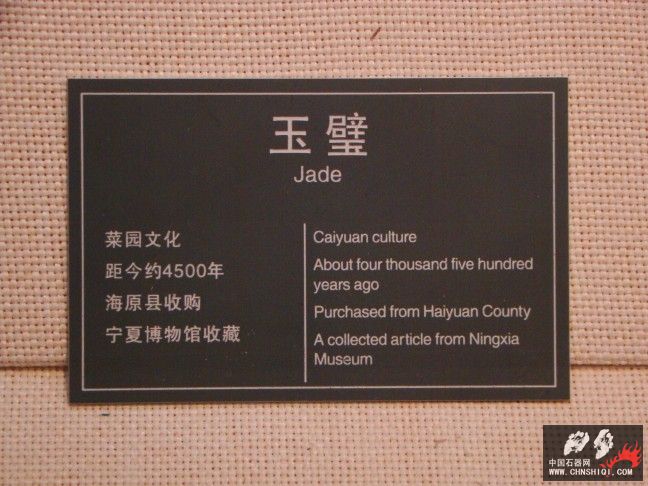 玉璧
Jade
菜园文化
距今约4500年
海原县收购
宁夏博物馆收藏
Caiyuan culture
About four thousand five hundred
years ago
Purchased from Haiyuan County
A collected article from Ningxia
Museum
中国石器网
WWW.CHNSHIQI.COM